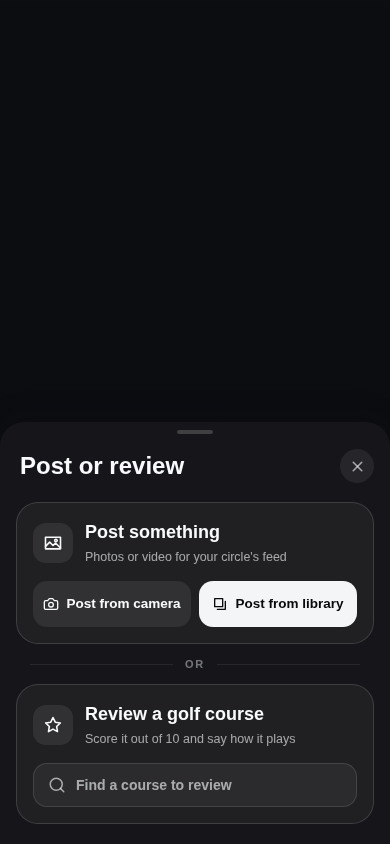 Post or review
Post something
Photos or video for your circle's feed
Post from camera
Post from library
OR
Review a golf course
Score it out of 10 and say how it plays
Find a course to review